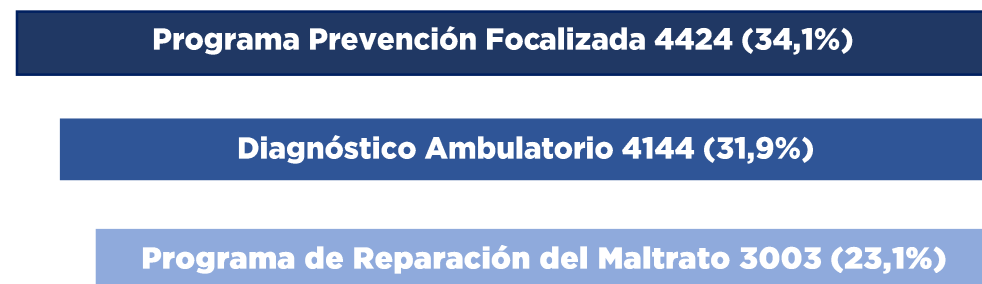 Programa Prevención Focalizada 4424 (34,1%)
Diagnóstico Ambulatorio 4144 (31,9%)
Programa de Reparación del Maltrato 3003 (23,1%)